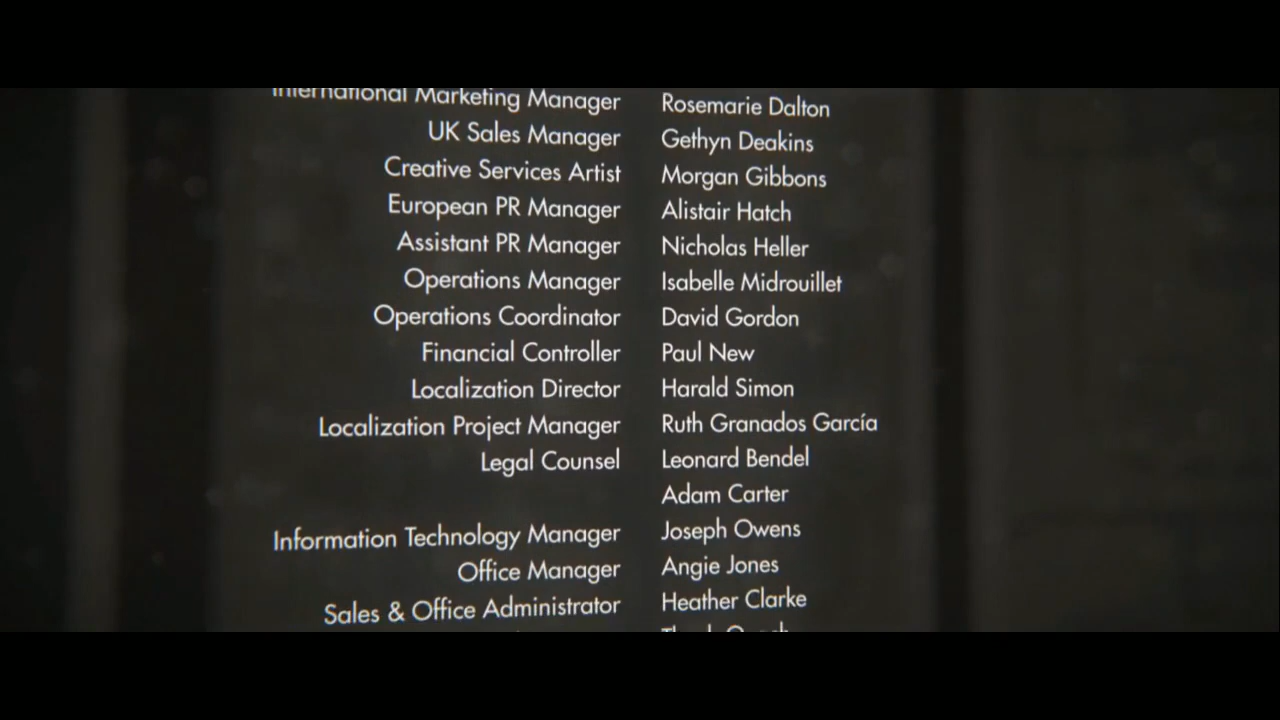 International Marketing Manager Rosemarie Dalton
UK Sales Manager Gethyn Deakins
Creative Services Artist Morgan Gibbons
European PR Manager Alistair Hatch
Assistant PR Manager Nicholas Heller
Operations Manager Isabelle Midrouillet
Operations Coordinator David Gordon
Financial Controller Paul New
Localization Director Harald Simon
Localization Project Manager Ruth Granados García
Legal Counsel Leonard Bendel
Adam Carter
Information Technology Manager Joseph Owens
Office Manager Angie Jones
Sales & Office Administrator Heather Clarke